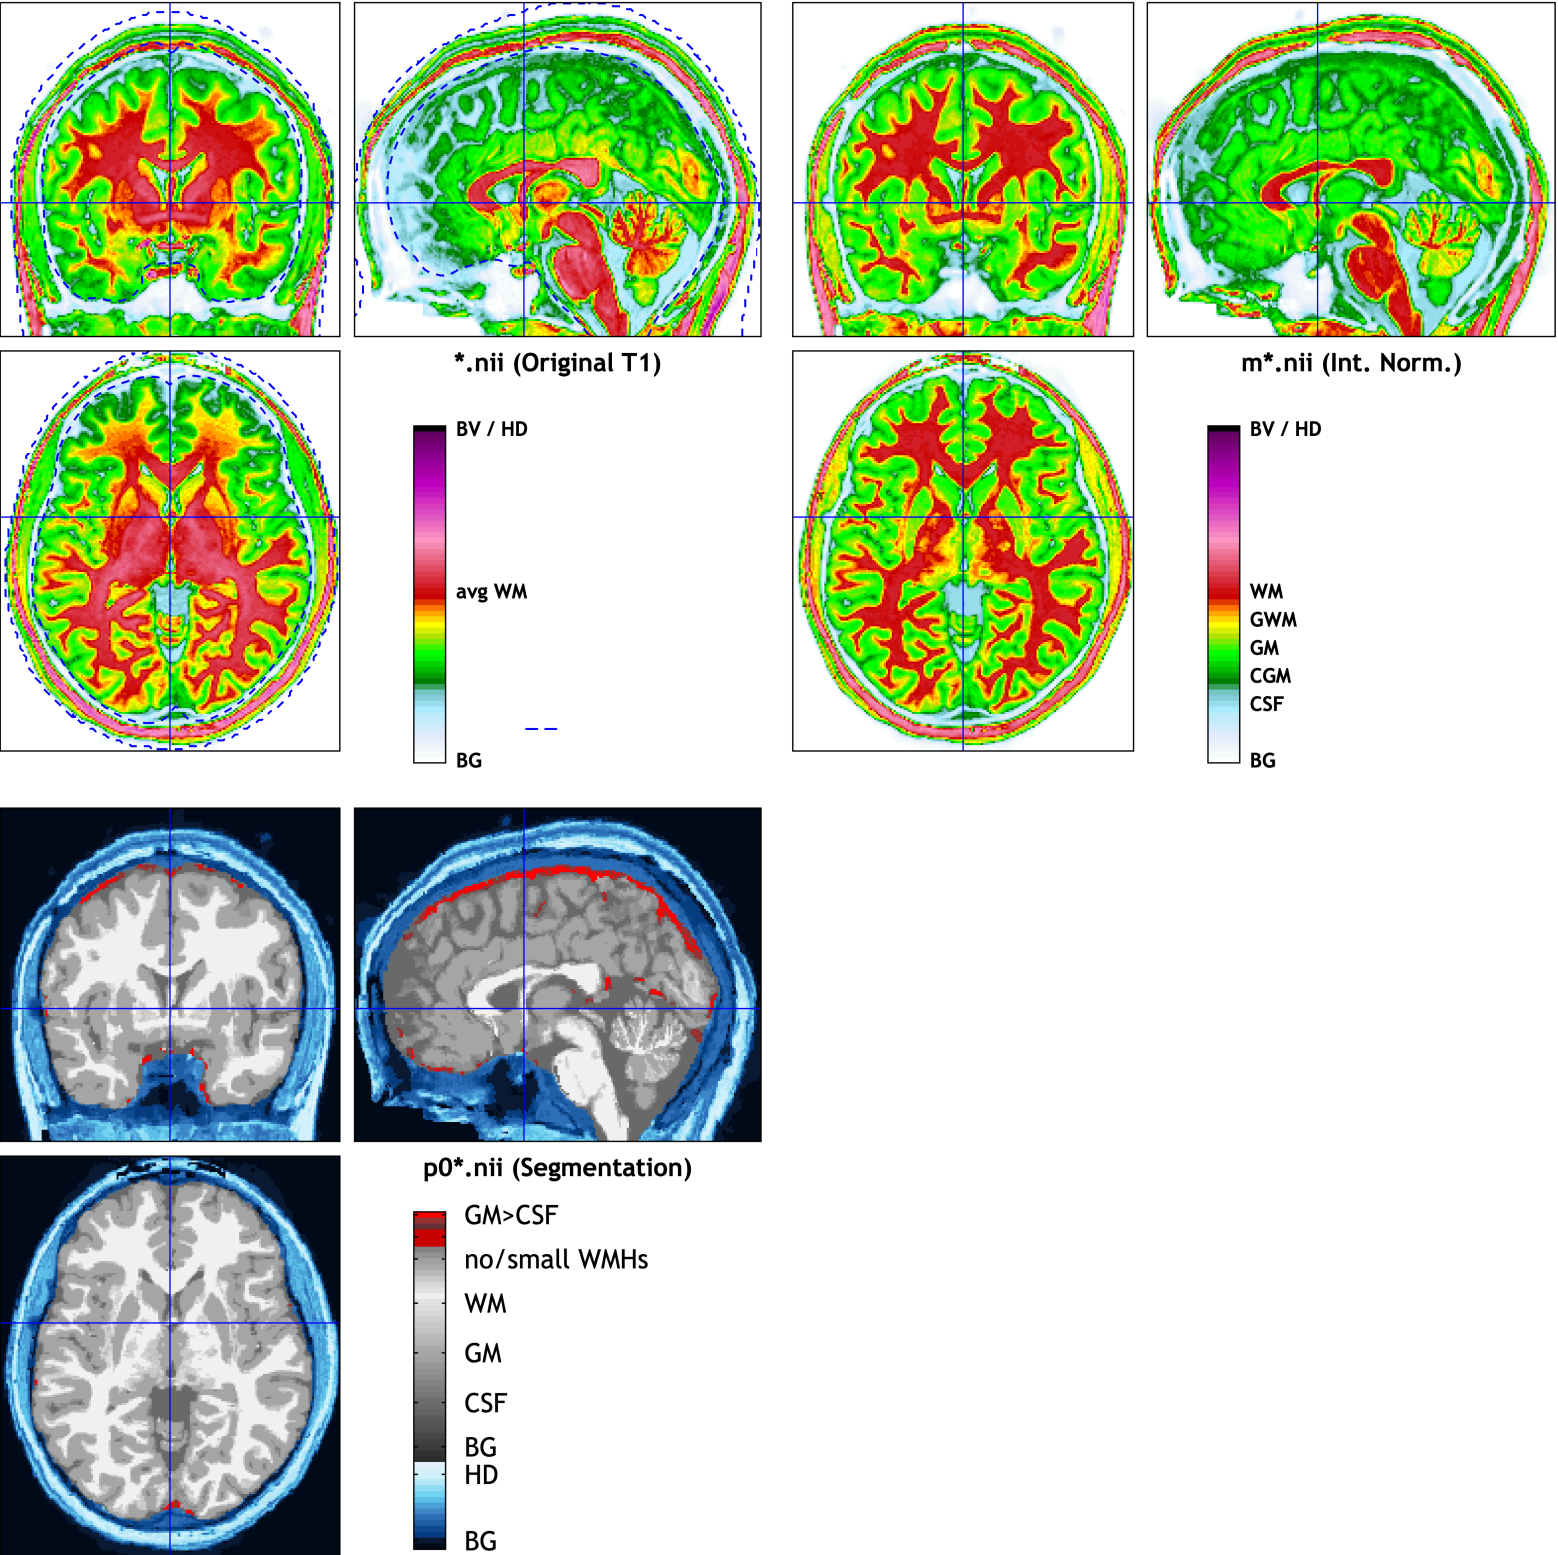 *.nii (Original T1)
BV / HD
avg WM
BG
m*.nii (Int. Norm.)
BV / HD
WM
GWM
GM
CGM
CSF
BG
p0*.nii (Segmentation)
GM>CSF
no/small WMHs
WM
GM
CSF
BG
HD
BG